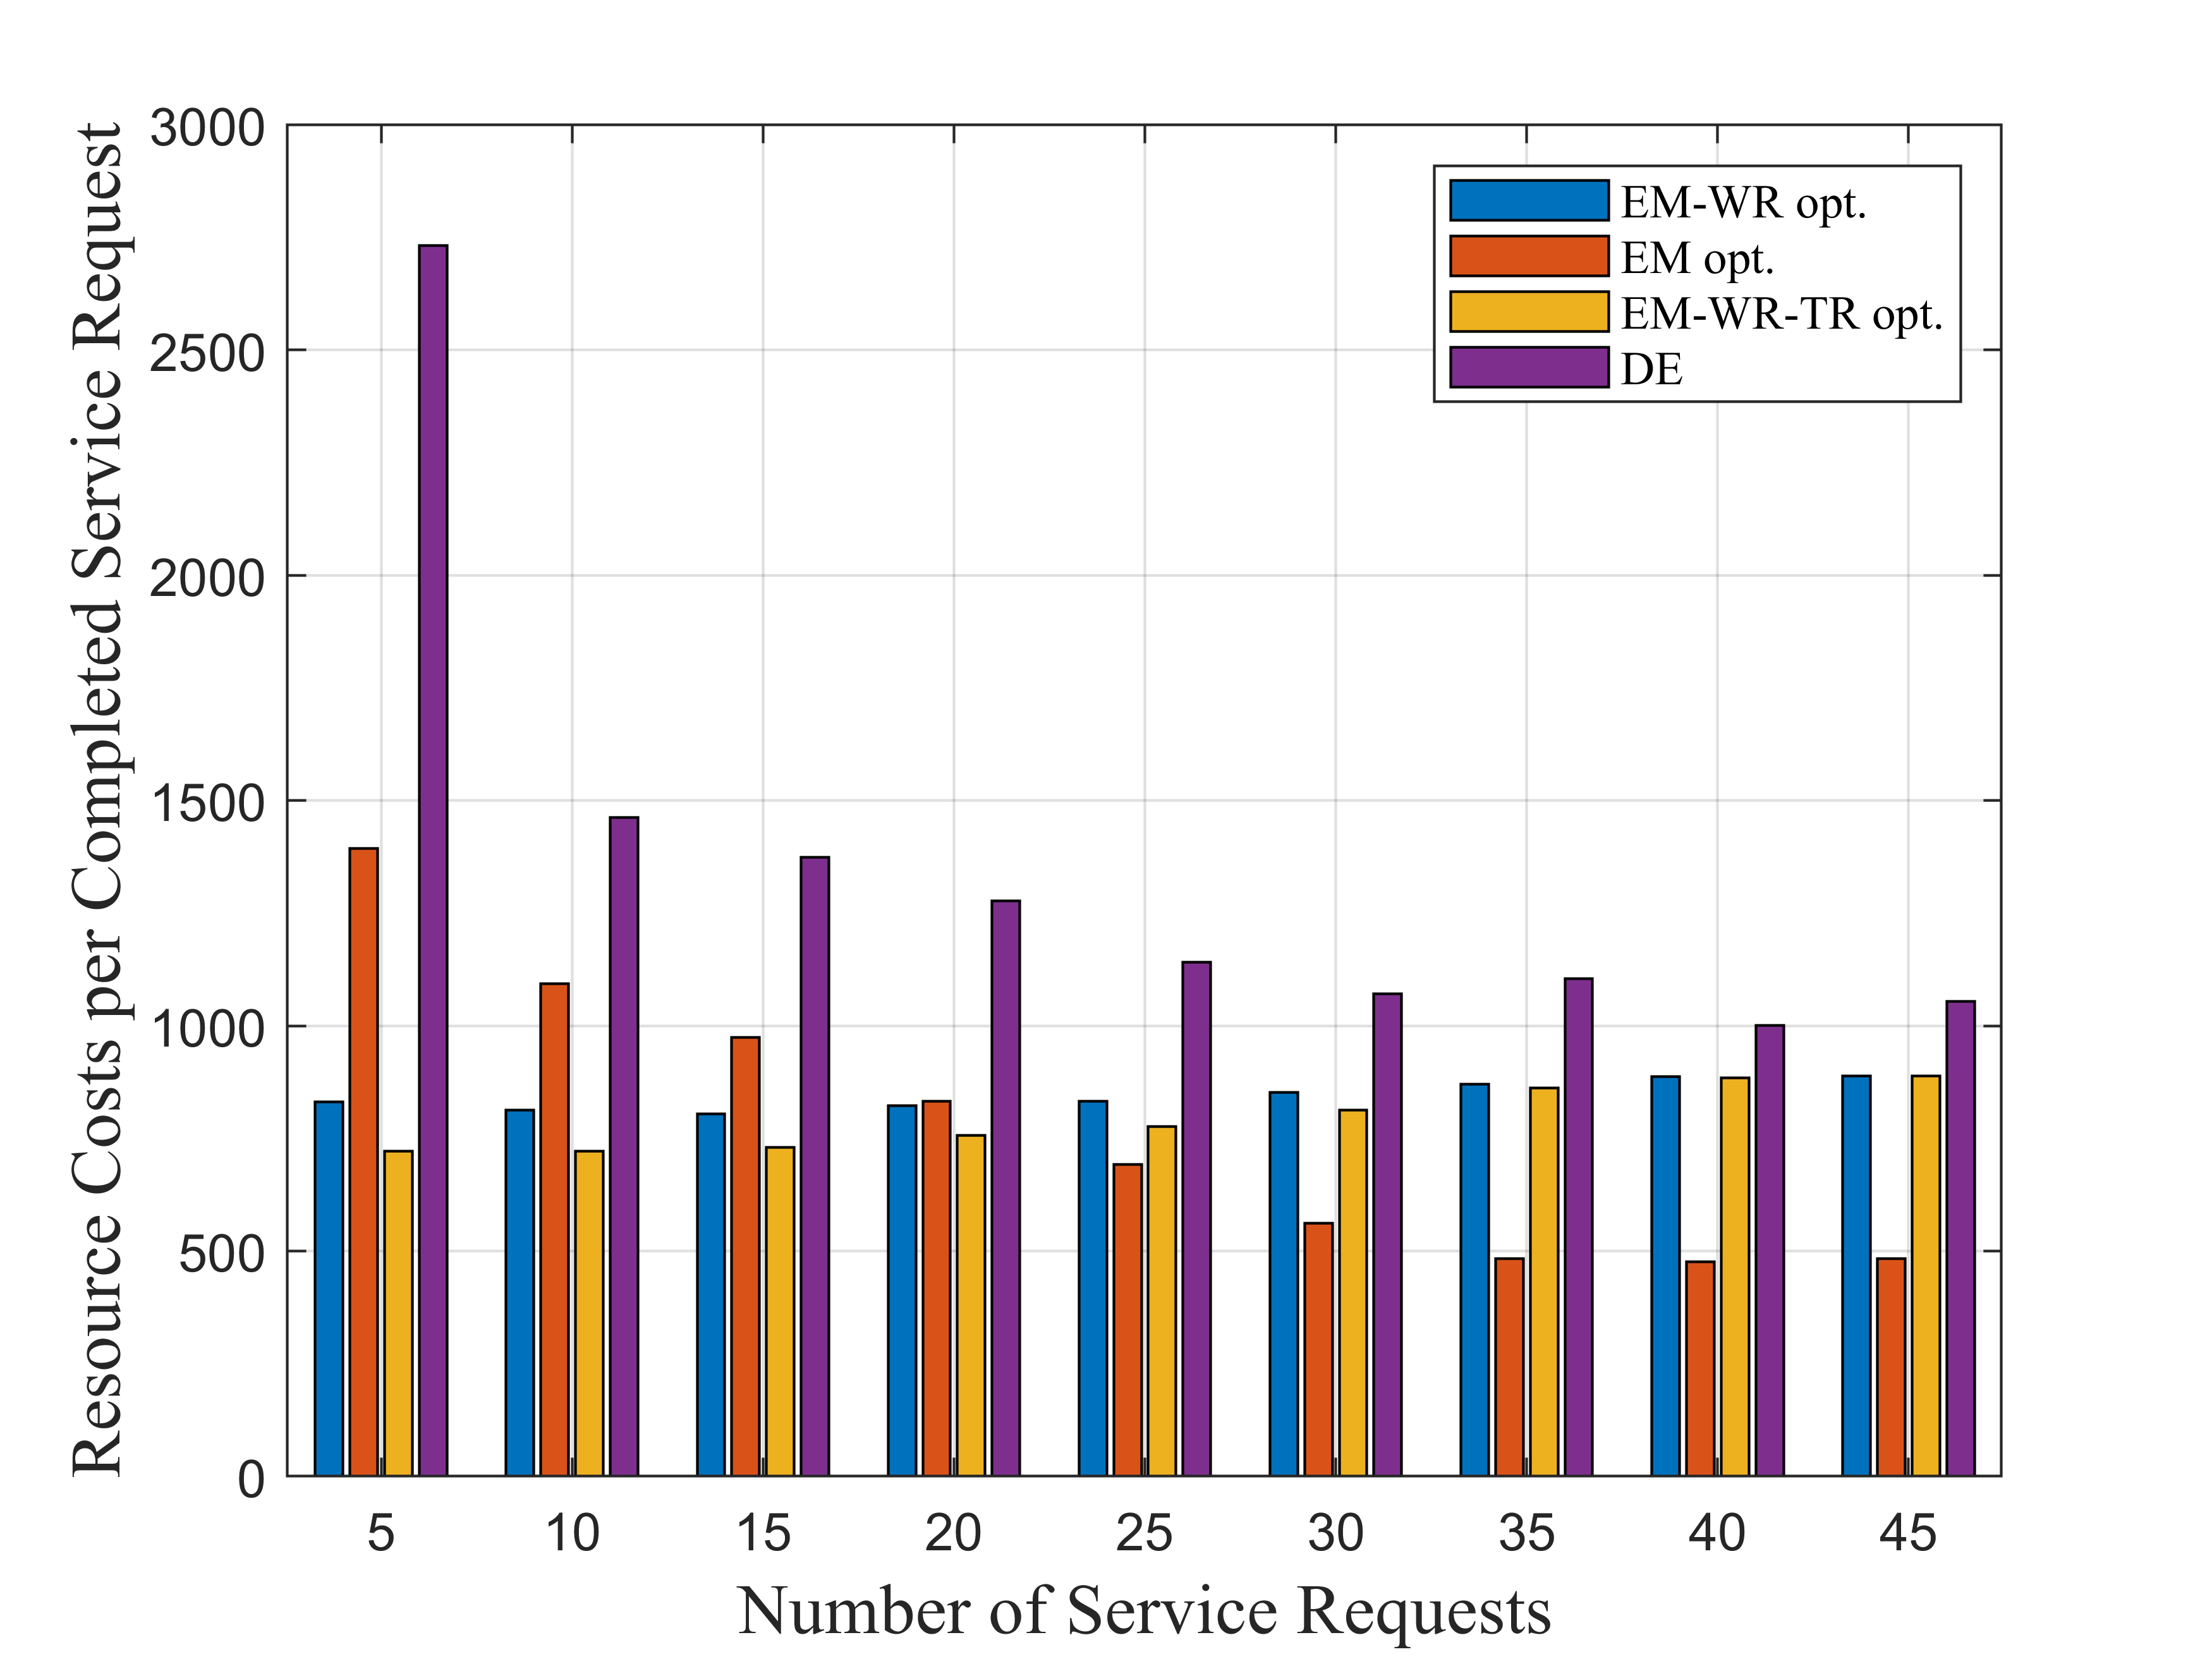 Resource Costs per Completed Service Request
3000
2500
2000
1500
1000
500
0
EM-WR opt.
EM opt.
EM-WR-TR opt.
DE
5 10 15 20 25 30 35 40 45
Number of Service Requests